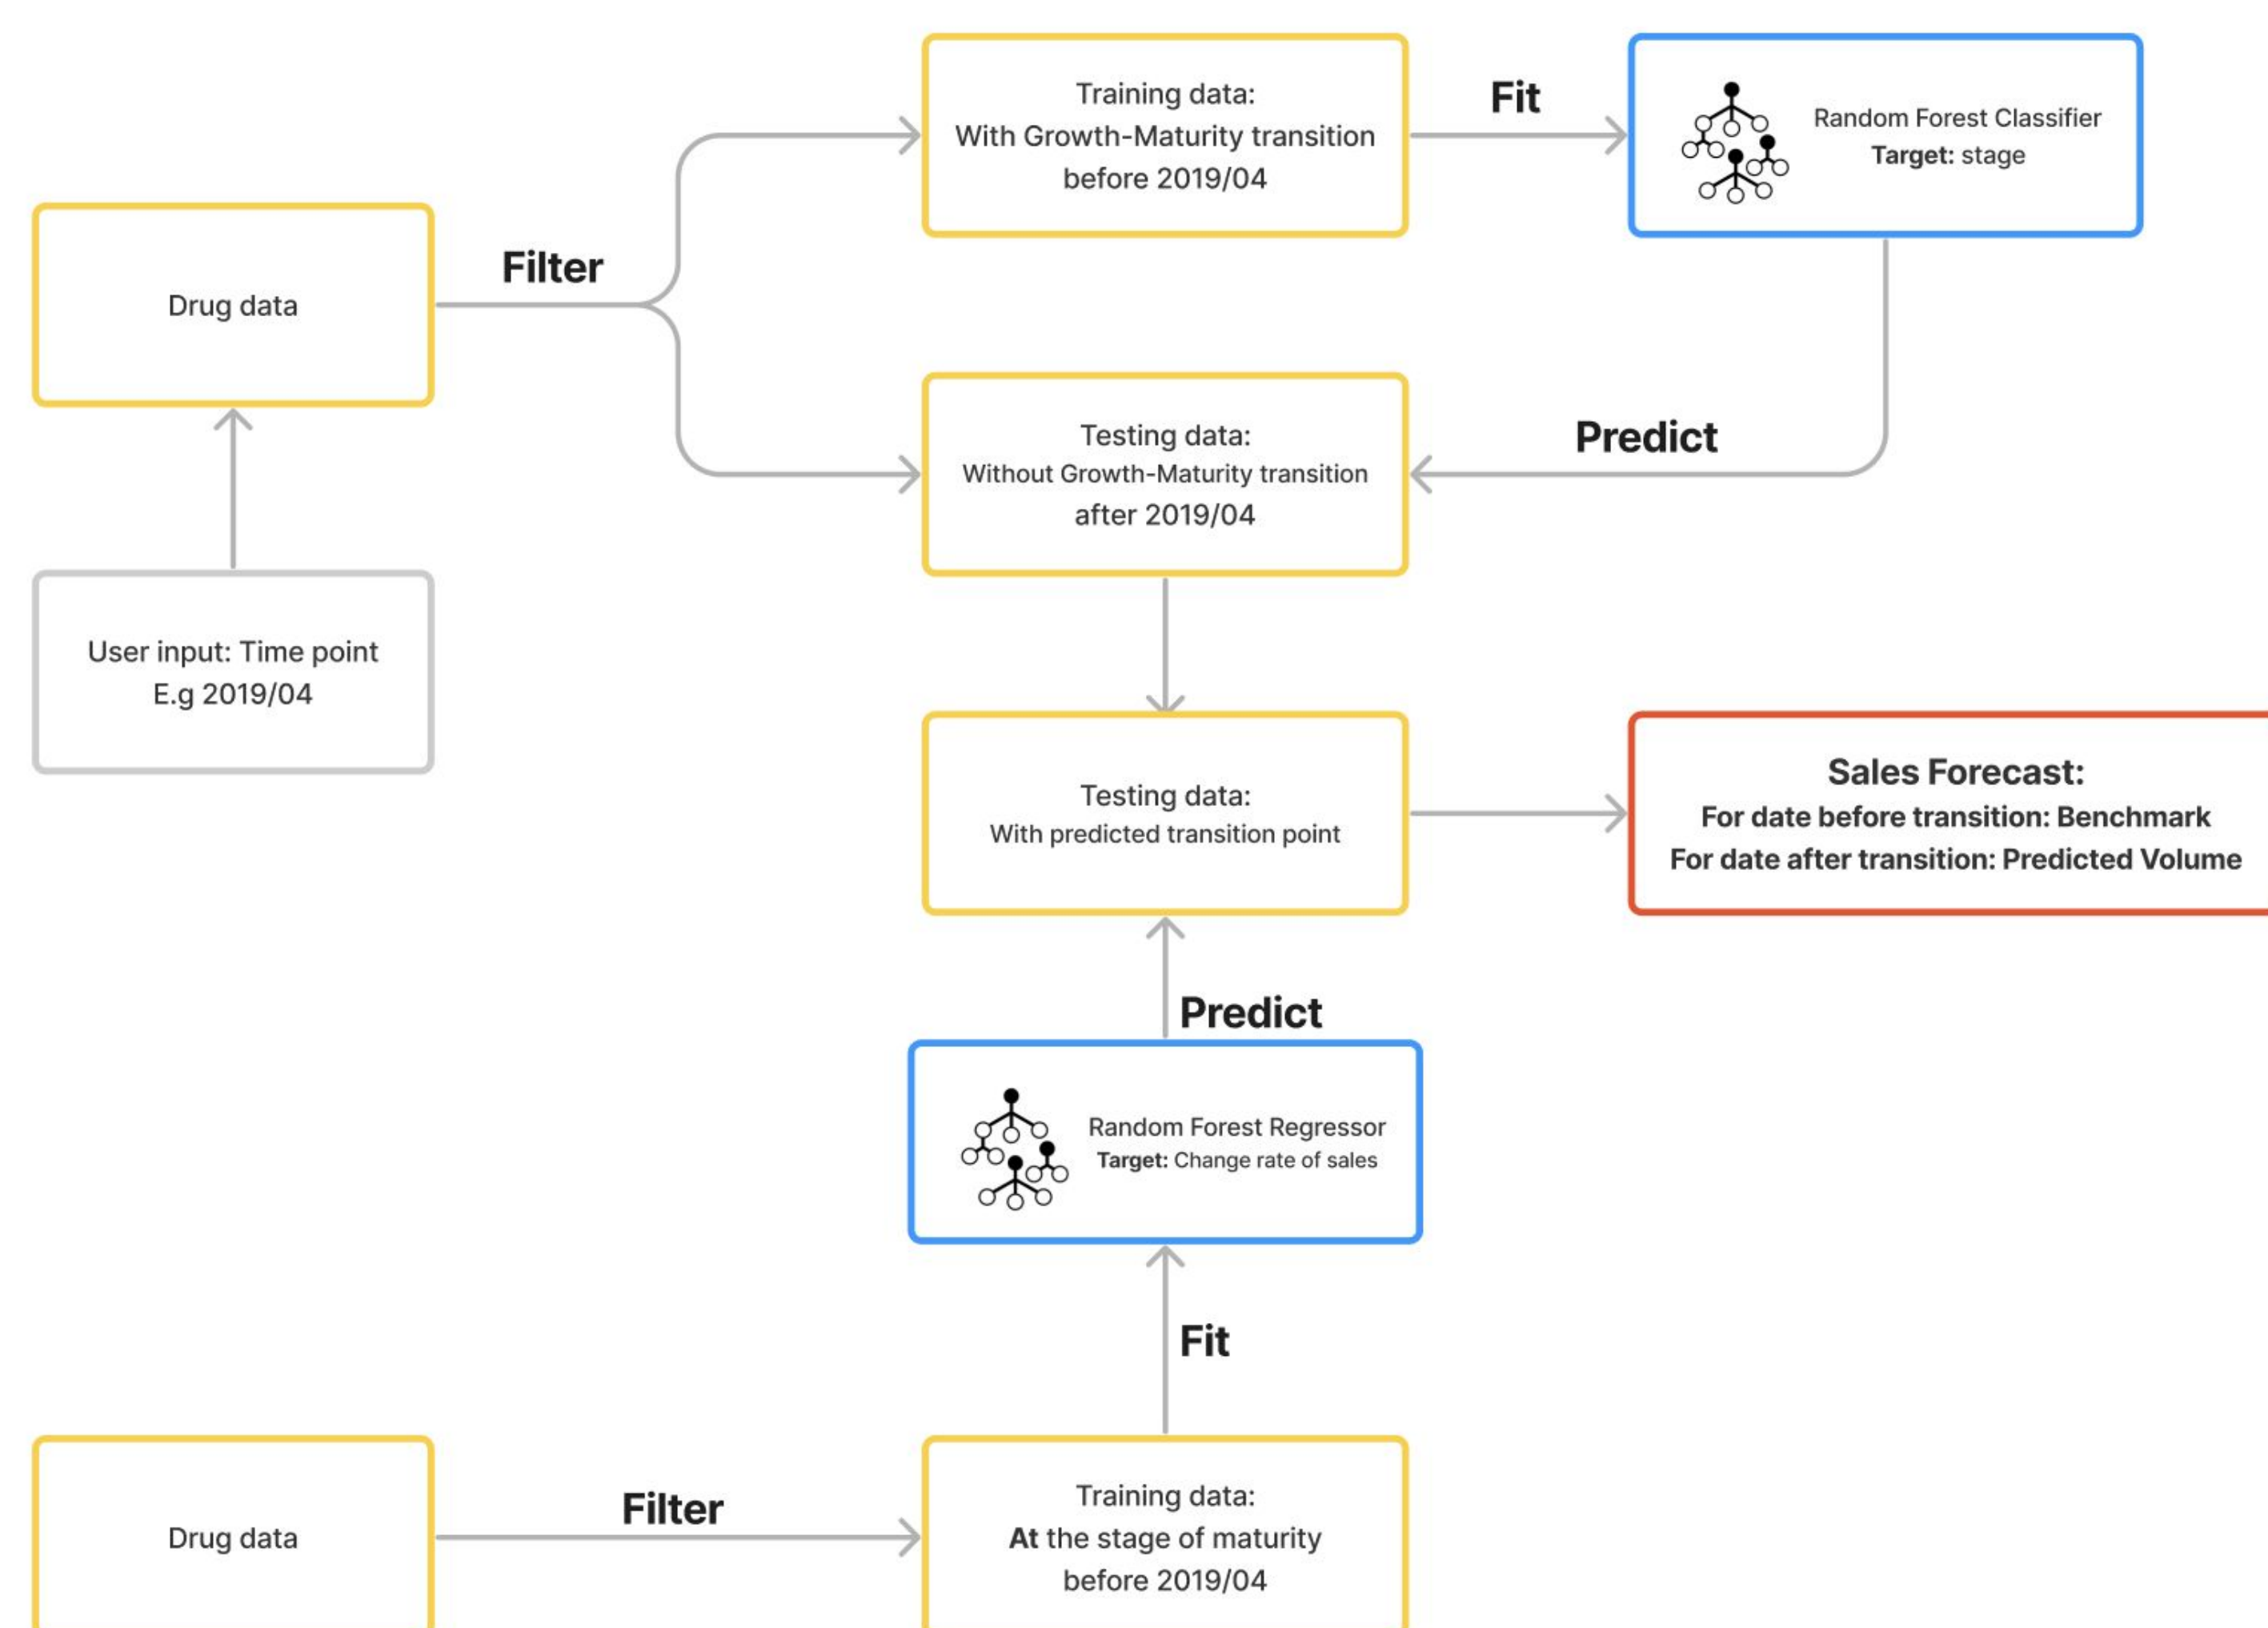 Training data:
With Growth-Maturity transition
before 2019/04
Fit
Random Forest Classifier
Target: stage
Filter
Drug data
Predict
Testing data:
Without Growth-Maturity transition
after 2019/04
User input: Time point
E.g 2019/04
Testing data:
With predicted transition point
Sales Forecast:
For date before transition: Benchmark
For date after transition: Predicted Volume
Predict
Random Forest Regressor
Target: Change rate of sales
Fit
Drug data
Filter
Training data:
At the stage of maturity
before 2019/04